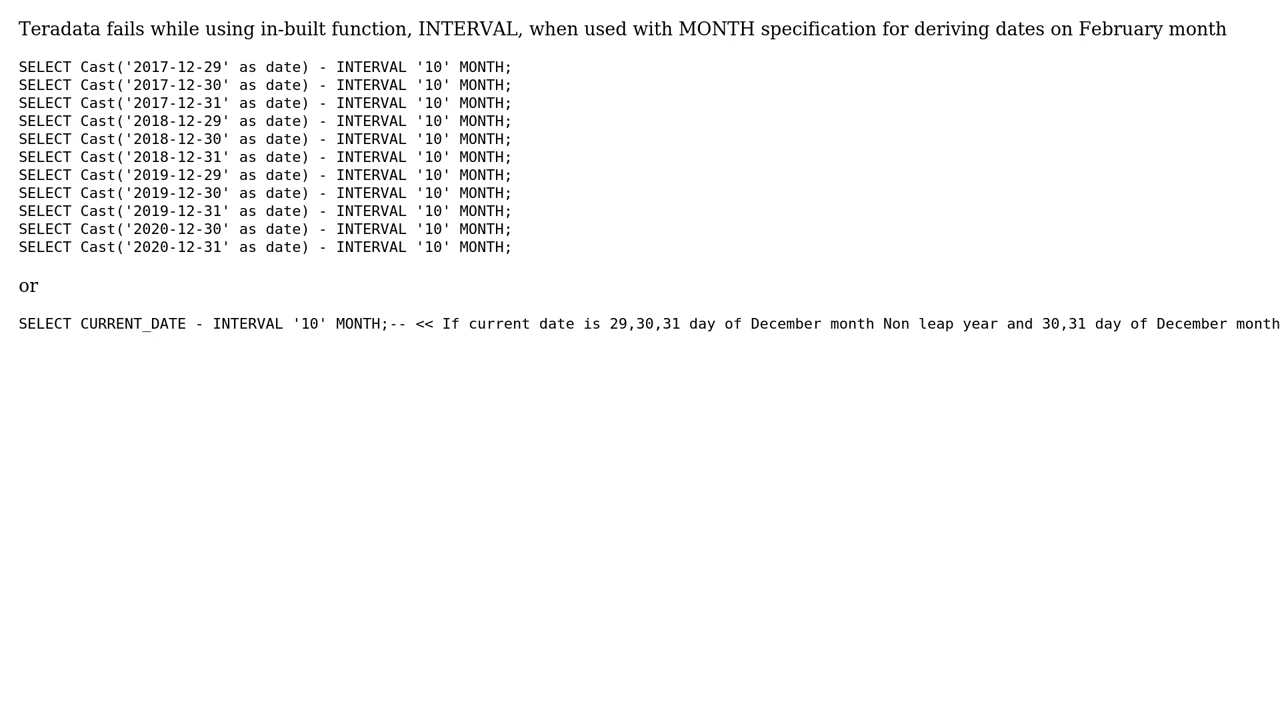 Teradata fails while using in-built function, INTERVAL, when used with MONTH specification for deriving dates on February month
SELECT Cast('2017-12-29' as date) - INTERVAL '10' MONTH;
SELECT Cast('2017-12-30' as date) - INTERVAL '10' MONTH;
SELECT Cast('2017-12-31' as date) - INTERVAL '10' MONTH;
SELECT Cast('2018-12-29' as date) - INTERVAL '10' MONTH;
SELECT Cast('2018-12-30' as date) - INTERVAL '10' MONTH;
SELECT Cast('2018-12-31' as date) - INTERVAL '10' MONTH;
SELECT Cast('2019-12-29' as date) - INTERVAL '10' MONTH;
SELECT Cast('2019-12-30' as date) - INTERVAL '10' MONTH;
SELECT Cast('2019-12-31' as date) - INTERVAL '10' MONTH;
SELECT Cast('2020-12-30' as date) - INTERVAL '10' MONTH;
SELECT Cast('2020-12-31' as date) - INTERVAL '10' MONTH;
or
SELECT CURRENT_DATE - INTERVAL '10' MONTH;-- << If current date is 29,30,31 day of December month Non leap year and 30,31 day of December month